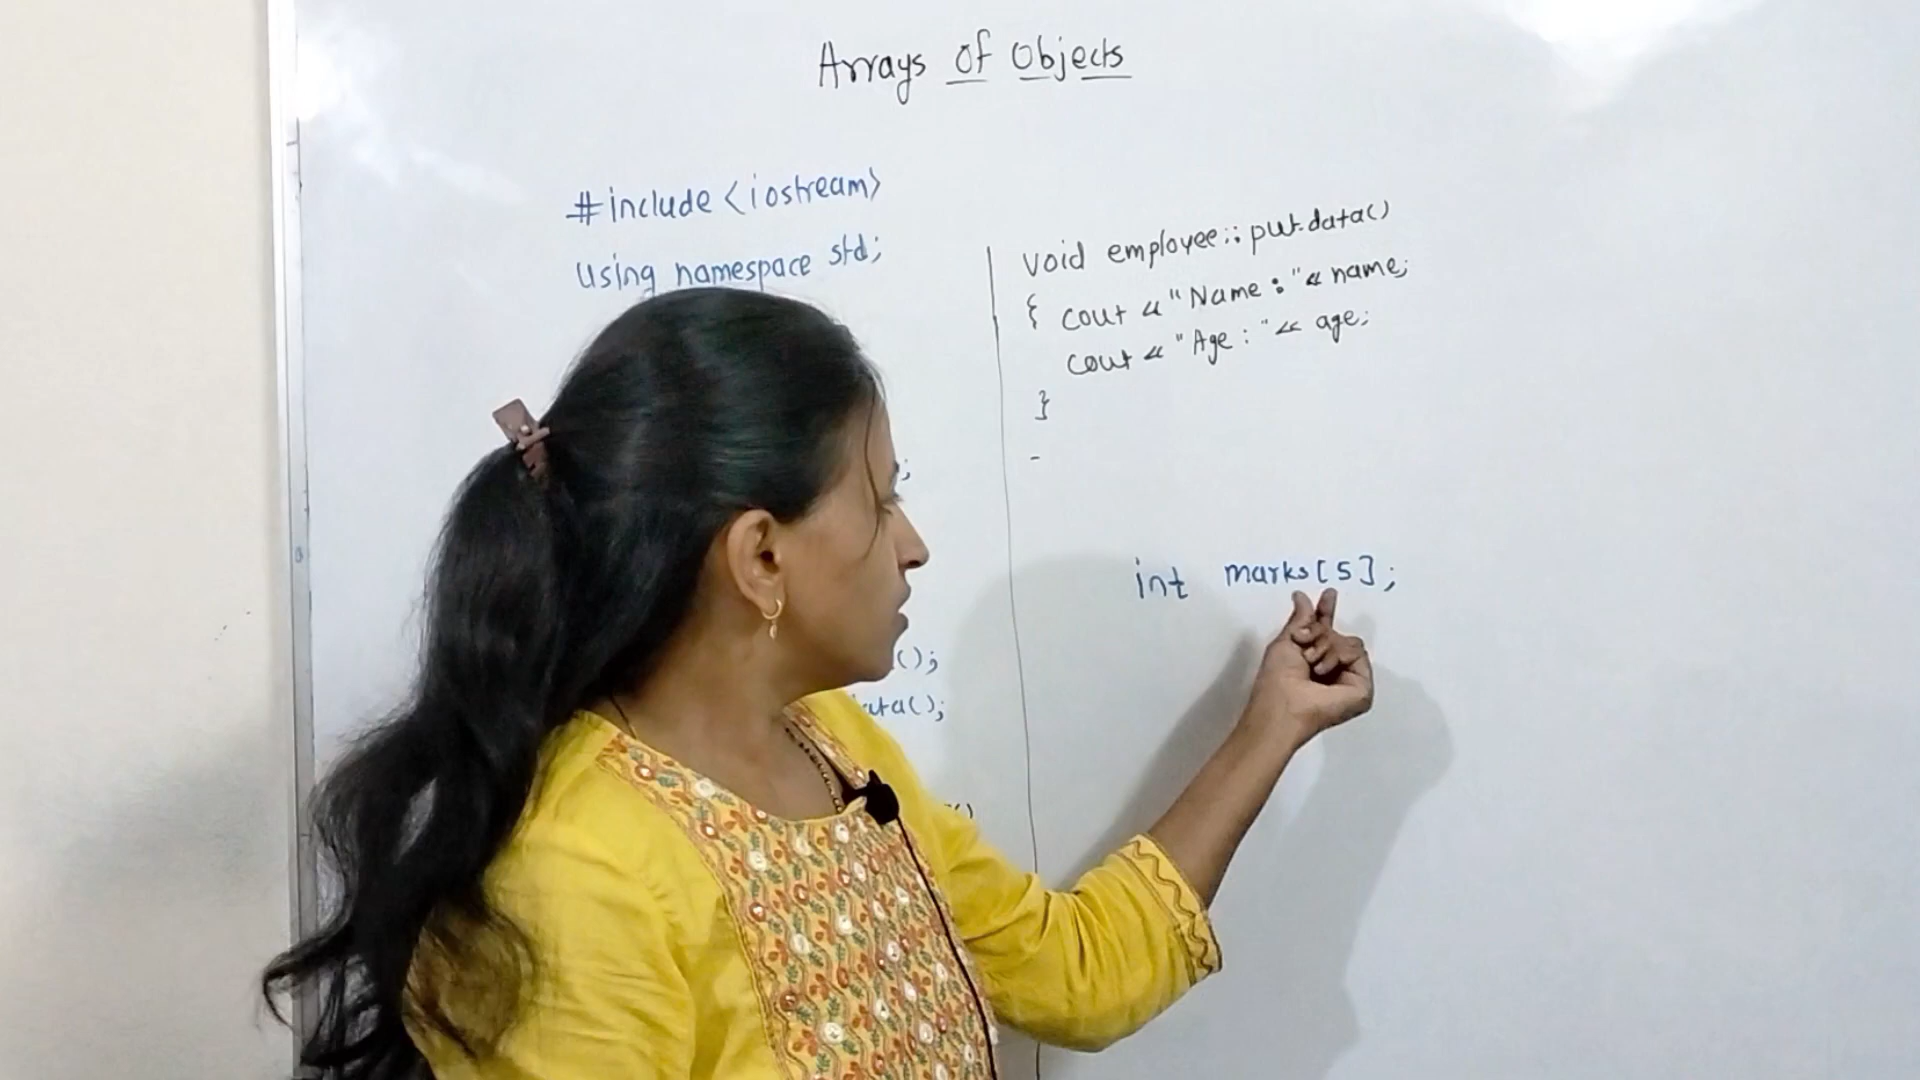 Arrays of Objects
#include <iostream>
using namespace std;
;
();
ata();
()
void employee:: put.data()
{ cout << "Name : " << name;
cout << "Age : " << age;
}
-
int marks[5];